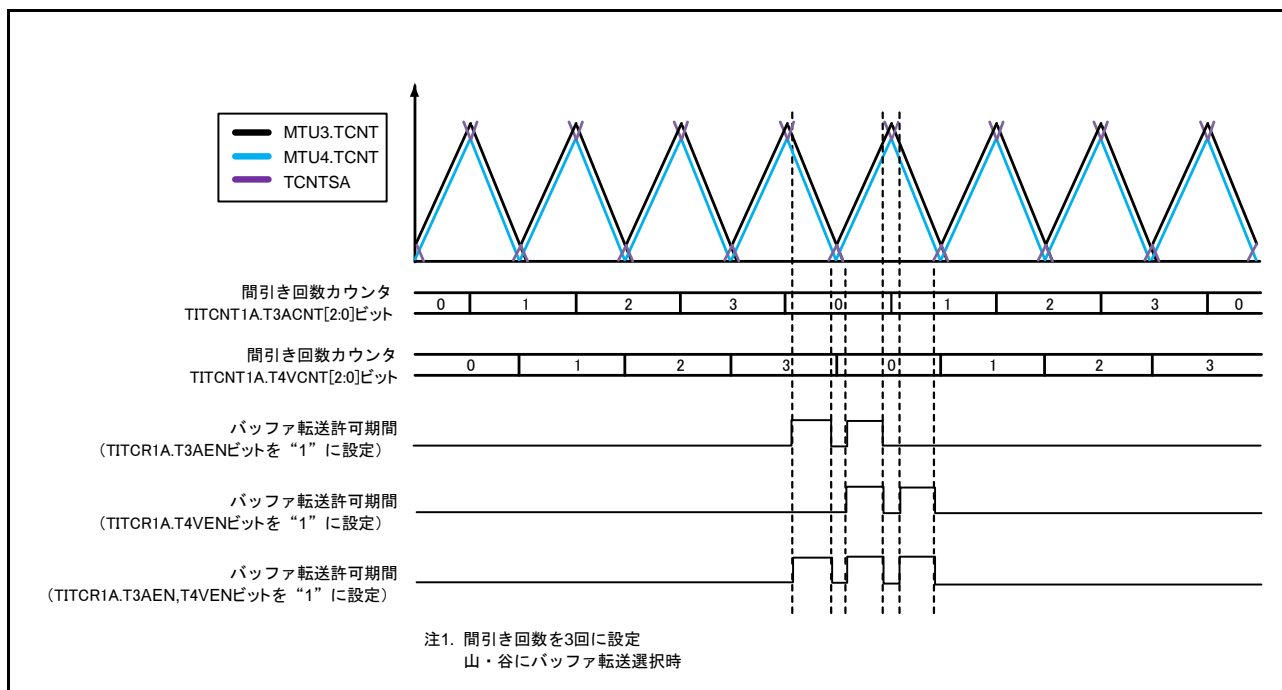 MTU3.TCNT
MTU4.TCNT
TCNTSA
間引き回数カウンタ
TITCNT1A.T3ACNT[2:0]ビット
0 1 2 3 0 1 2 3 0
間引き回数カウンタ
TITCNT1A.T4VCNT[2:0]ビット
0 1 2 3 0 1 2 3
バッファ転送許可期間
(TITCR1A.T3AENビットを“1”に設定)
バッファ転送許可期間
(TITCR1A.T4VENビットを“1”に設定)
バッファ転送許可期間
(TITCR1A.T3AEN,T4VENビットを“1”に設定)
注1. 間引き回数を3回に設定
山・谷にバッファ転送選択時